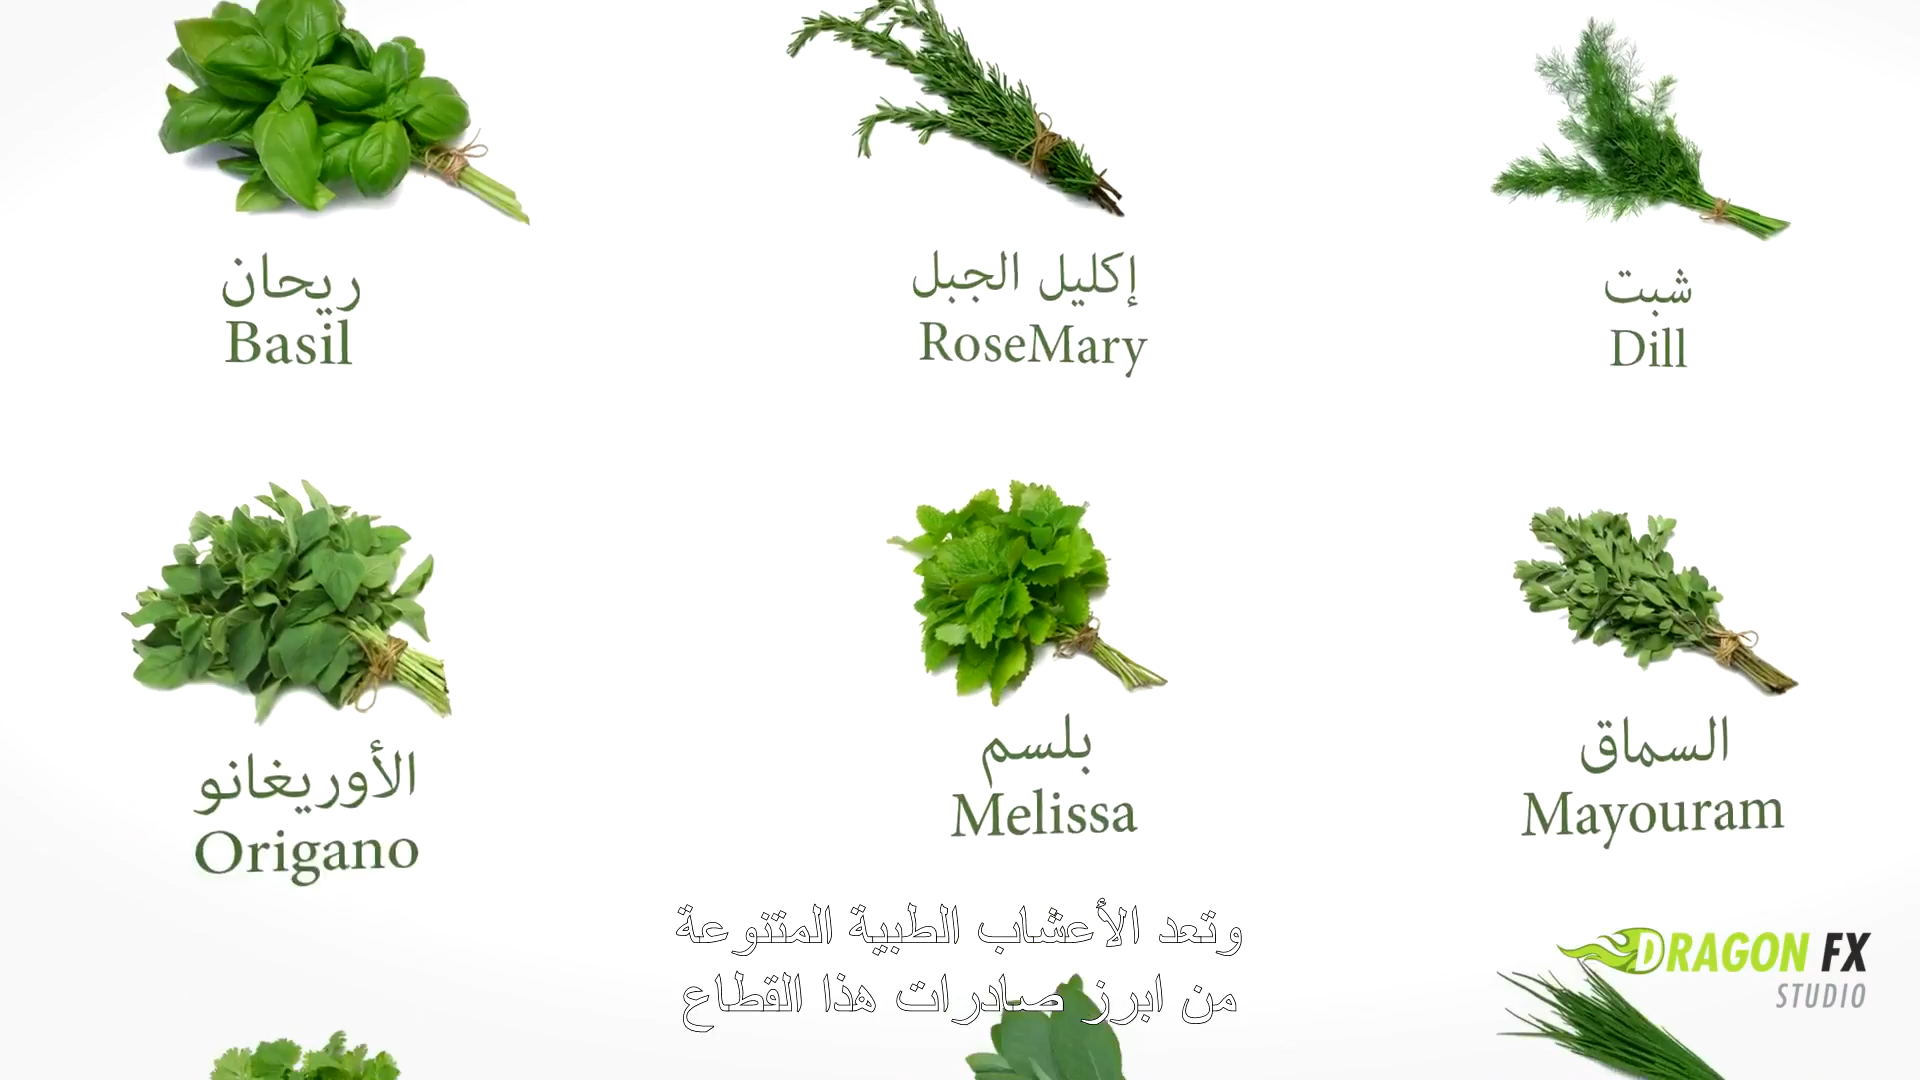 ريحان
Basil
إكليل الجبل
RoseMary
شبت
Dill
الأوريغانو
Origano
بلسم
Melissa
السماق
Mayouram
وتعد الأعشاب الطبية المتنوعة
من ابرز صادرات هذا القطاع
DRAGON FX
STUDIO